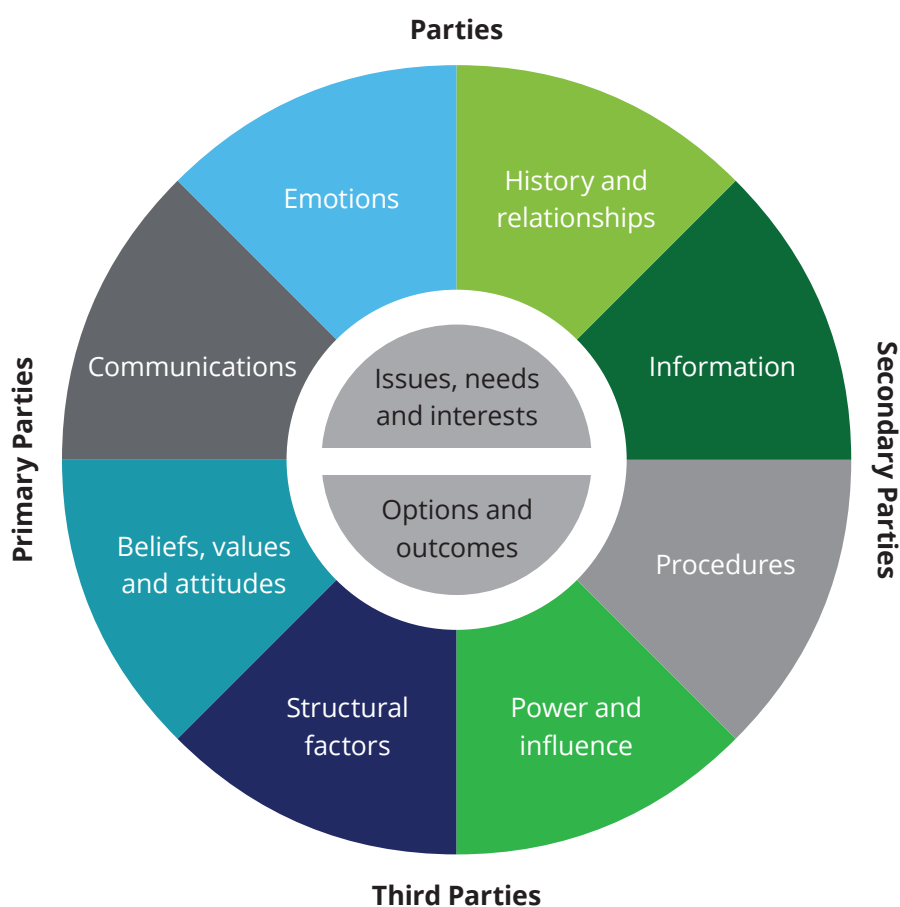 Parties
Emotions
History and
relationships
Communications
Information
Issues, needs
and interests
Primary Parties
Secondary Parties
Options and
outcomes
Beliefs, values
and attitudes
Procedures
Structural
factors
Power and
influence
Third Parties